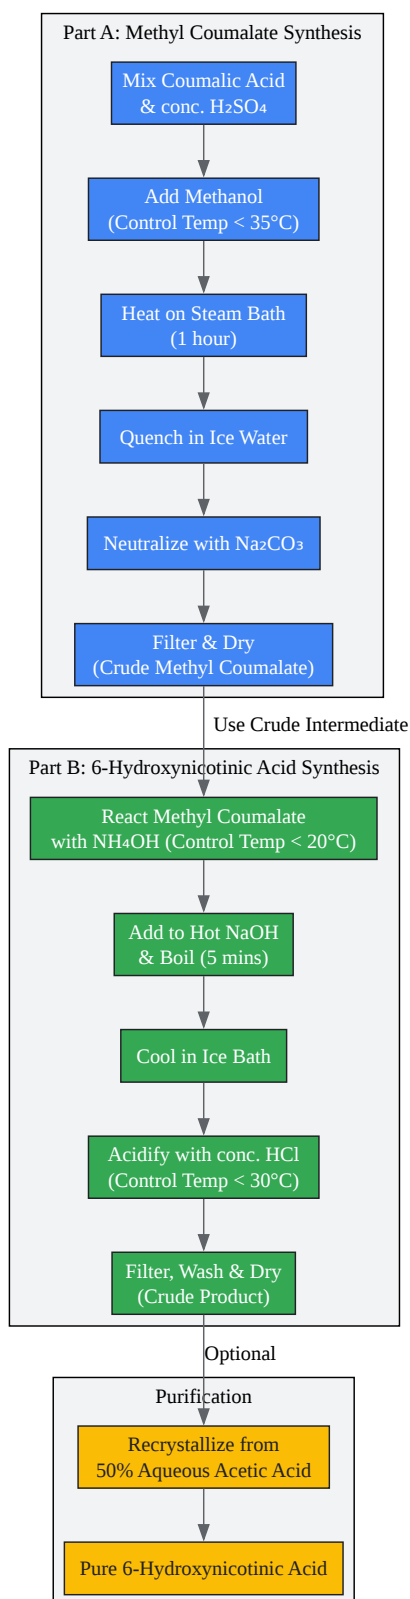 Part A: Methyl Coumalate Synthesis
Mix Coumalic Acid
& conc. H₂SO₄
Add Methanol
(Control Temp < 35°C)
Heat on Steam Bath
(1 hour)
Quench in Ice Water
Neutralize with Na₂CO₃
Filter & Dry
(Crude Methyl Coumalate)
Use Crude Intermediate
Part B: 6-Hydroxynicotinic Acid Synthesis
React Methyl Coumalate
with NH₄OH (Control Temp < 20°C)
Add to Hot NaOH
& Boil (5 mins)
Cool in Ice Bath
Acidify with conc. HCl
(Control Temp < 30°C)
Filter, Wash & Dry
(Crude Product)
Optional
Purification
Recrystallize from
50% Aqueous Acetic Acid
Pure 6-Hydroxynicotinic Acid